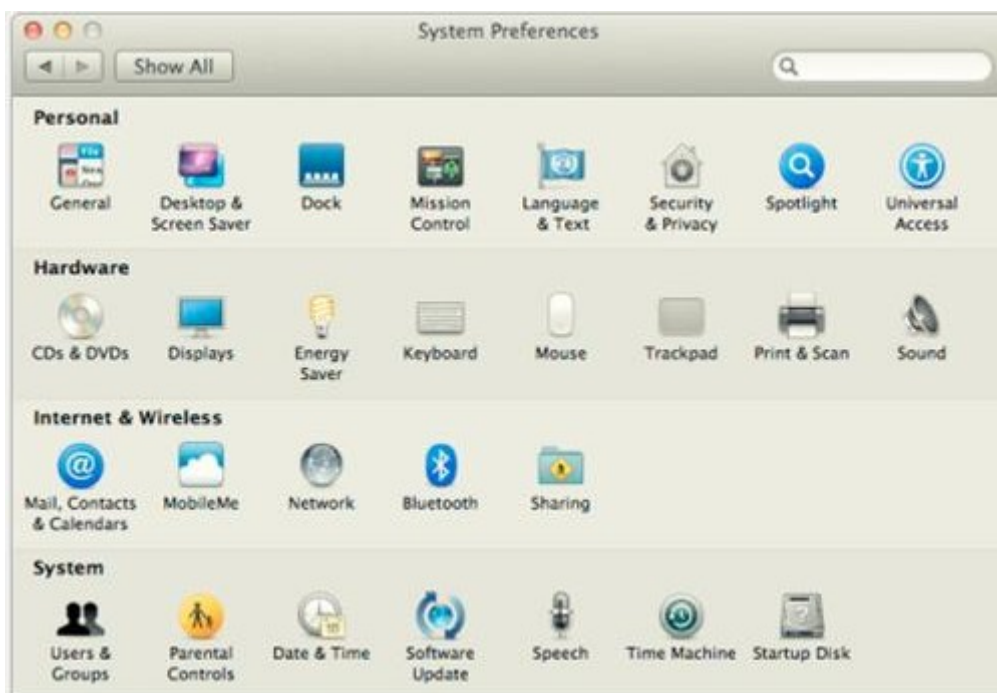 System Preferences
Show All
Personal
General
Desktop &
Screen Saver
Dock
Mission
Control
Language
& Text
Security
& Privacy
Spotlight
Universal
Access
Hardware
CDs & DVDs
Displays
Energy
Saver
Keyboard
Mouse
Trackpad
Print & Scan
Sound
Internet & Wireless
Mail, Contacts
& Calendars
MobileMe
Network
Bluetooth
Sharing
System
Users &
Groups
Parental
Controls
Date & Time
Software
Update
Speech
Time Machine
Startup Disk